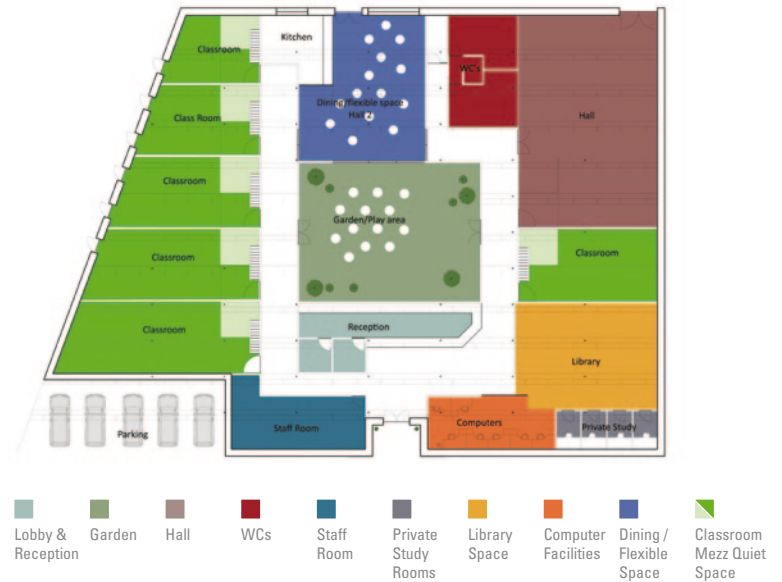 Classroom
Kitchen
WC's
Dining/flexible space
Hall 2
Class Room
Hall
Classroom
Garden/Play area
Classroom
Classroom
Classroom
Reception
Library
Parking
Staff Room
Computers
Private Study
Lobby &
Reception
Garden
Hall
WCs
Staff
Room
Private
Study
Rooms
Library
Space
Computer
Facilities
Dining /
Flexible
Space
Classroom
Mezz Quiet
Space